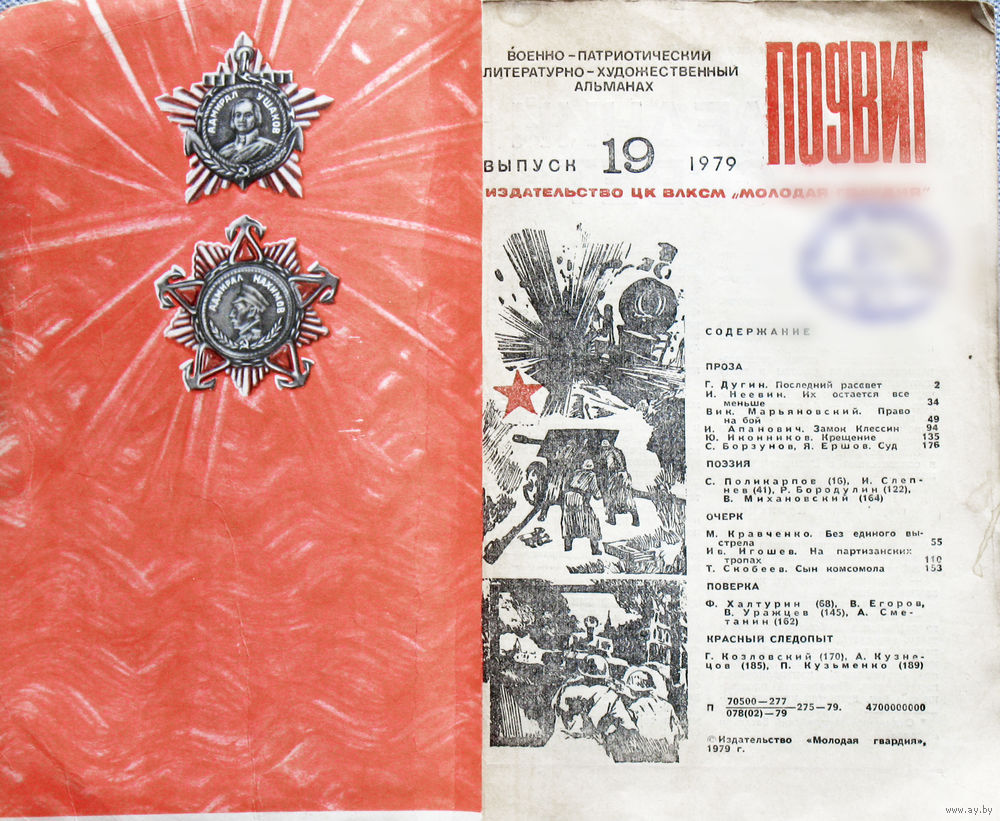 АДМИРАЛ УШАКОВ
АДМИРАЛ НАХИМОВ
ВОЕННО-ПАТРИОТИЧЕСКИЙ
ЛИТЕРАТУРНО-ХУДОЖЕСТВЕННЫЙ
АЛЬМАНАХ
ПОДВИГ
ВЫПУСК 19 1979
ИЗДАТЕЛЬСТВО ЦК ВЛКСМ „МОЛОДАЯ ГВАРДИЯ"
СОДЕРЖАНИЕ
ПРОЗА
Г. Дугин. Последний рассвет 2
И. Неевин. Их остается все
меньше 34
Вик. Марьяновский. Право
на бой 49
И. Апанович. Замок Клессин 94
Ю. Иконников. Крещение 135
С. Борзунов, Я. Ершов. Суд 176
ПОЭЗИЯ
С. Поликарпов (16), И. Слеп-
нев (41), Р. Бородулин (122),
В. Михановский (164)
ОЧЕРК
М. Кравченко. Без единого вы-
стрела 55
Ив. Игошев. На партизанских
тропах 110
Т. Скобеев. Сын комсомола 153
ПОВЕРКА
Ф. Халтурин (68), В. Егоров,
В. Уражцев (145), А. Сме-
танин (162)
КРАСНЫЙ СЛЕДОПЫТ
Г. Козловский (170), А. Кузне-
цов (185), П. Кузьменко (189)
П 70500—277
078(02)—79 275—79. 4700000000
© Издательство «Молодая гвардия»,
1979 г.
www.ay.by